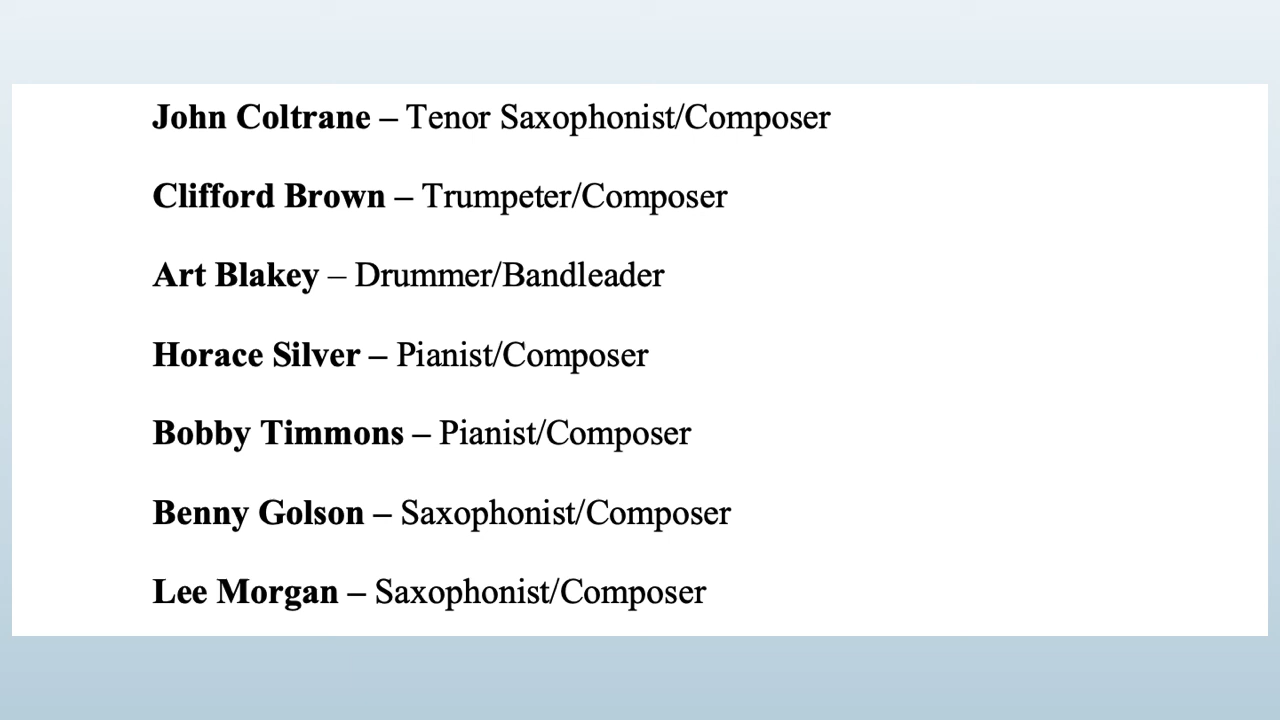 John Coltrane – Tenor Saxophonist/Composer
Clifford Brown – Trumpeter/Composer
Art Blakey – Drummer/Bandleader
Horace Silver – Pianist/Composer
Bobby Timmons – Pianist/Composer
Benny Golson – Saxophonist/Composer
Lee Morgan – Saxophonist/Composer